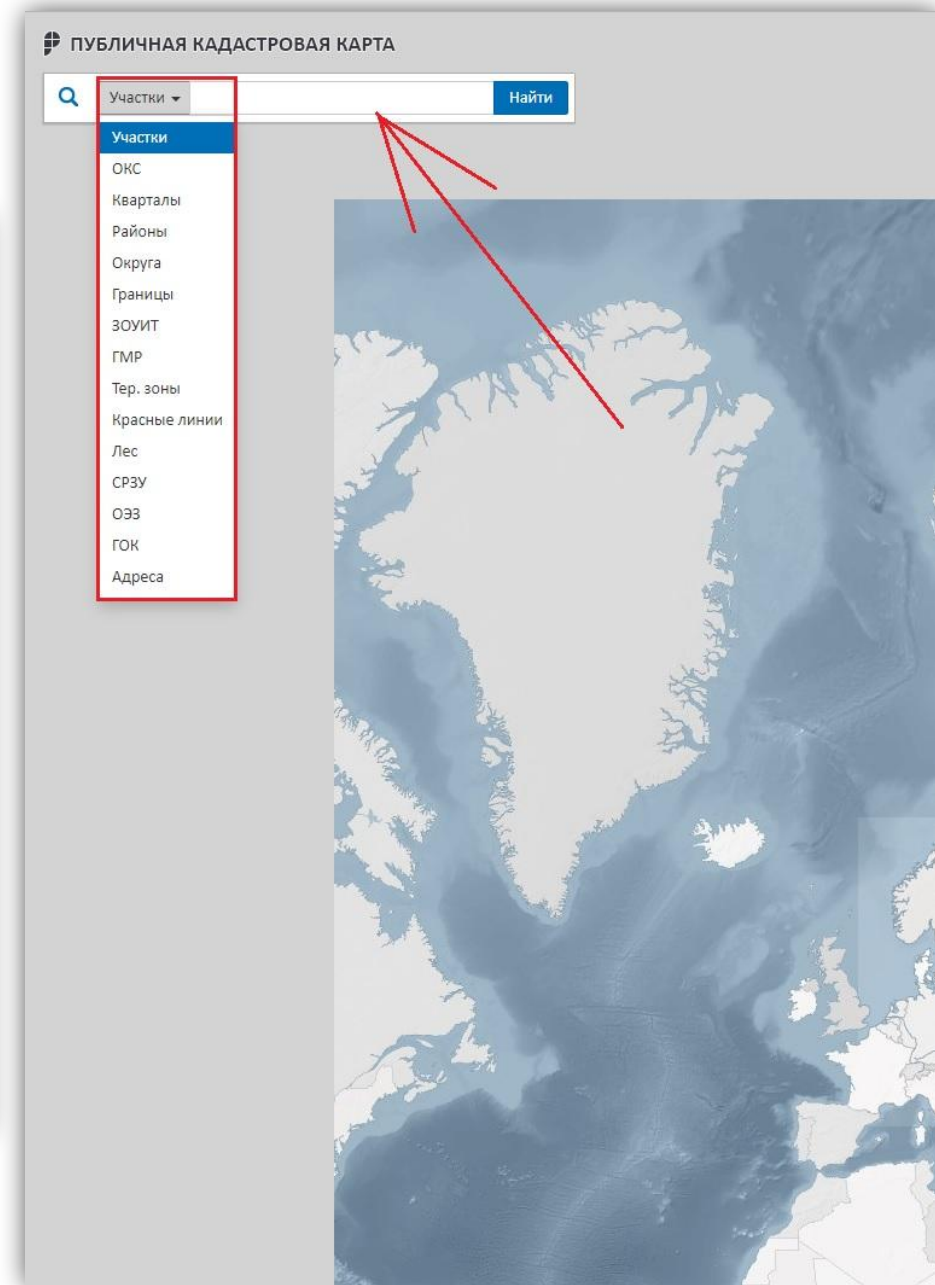 ПУБЛИЧНАЯ КАДАСТРОВАЯ КАРТА
Участки Найти
Участки
ОКС
Кварталы
Районы
Округа
Границы
ЗОУИТ
ГМР
Тер. зоны
Красные линии
Лес
СРЗУ
ОЭЗ
ГОК
Адреса